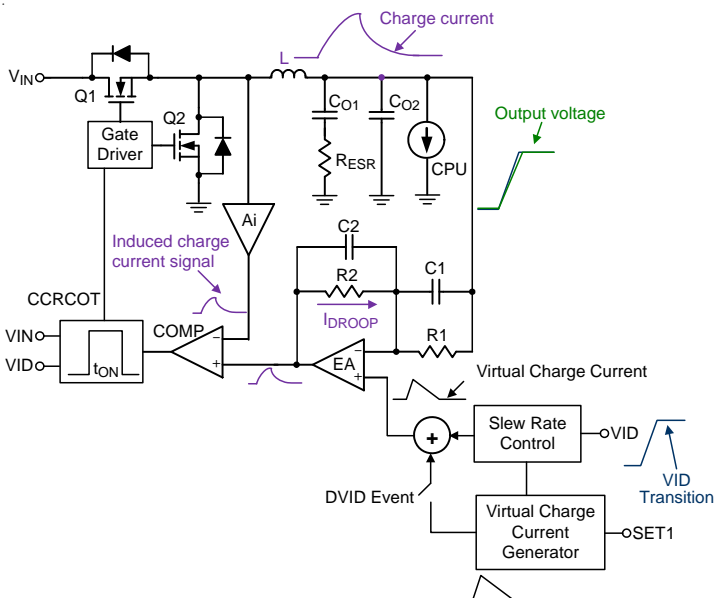 Charge current
L
VIN
Q1
Q2
CO1
CO2
Output voltage
Gate
Driver
RESR
CPU
Ai
C2
Induced charge
current signal
R2
C1
CCRCOT
IDROOP
R1
COMP
VIN
VID
tON
−
+
EA
−
+
Virtual Charge Current
+
Slew Rate
Control
VID
VID
Transition
DVID Event
Virtual Charge
Current
Generator
SET1